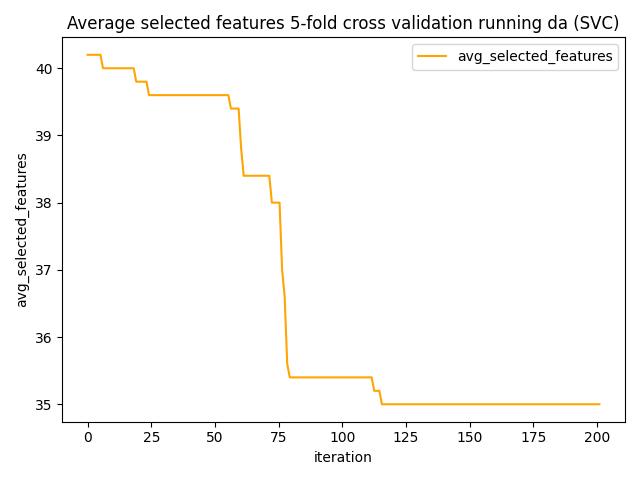 Average selected features 5-fold cross validation running da (SVC)
avg_selected_features
avg_selected_features
40
39
38
37
36
35
0 25 50 75 100 125 150 175 200
iteration